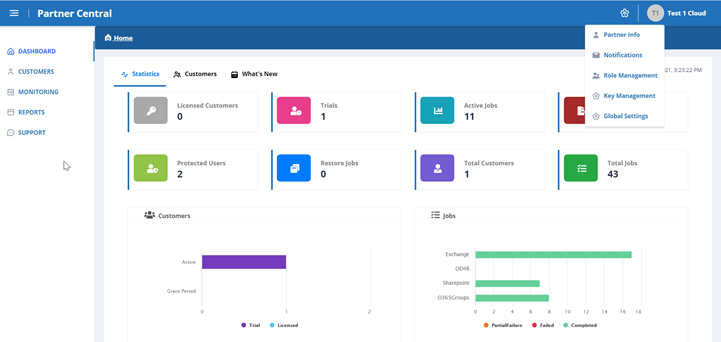 Partner Central
T1
Test 1 Cloud
Home
Partner Info
Notifications
Role Management
Key Management
Global Settings
DASHBOARD
CUSTOMERS
MONITORING
REPORTS
SUPPORT
Statistics
Customers
What's New
21, 3:23:22 PM
Licensed Customers
0
Trials
1
Active Jobs
11
Protected Users
2
Restore Jobs
0
Total Customers
1
Total Jobs
43
Customers
Active
Grace Period
0 1 2
Trial Licensed
Jobs
Exchange
OD4B
Sharepoint
O365Groups
0 2 4 6 8 10 12 14 16 18
PartialFailure Failed Completed